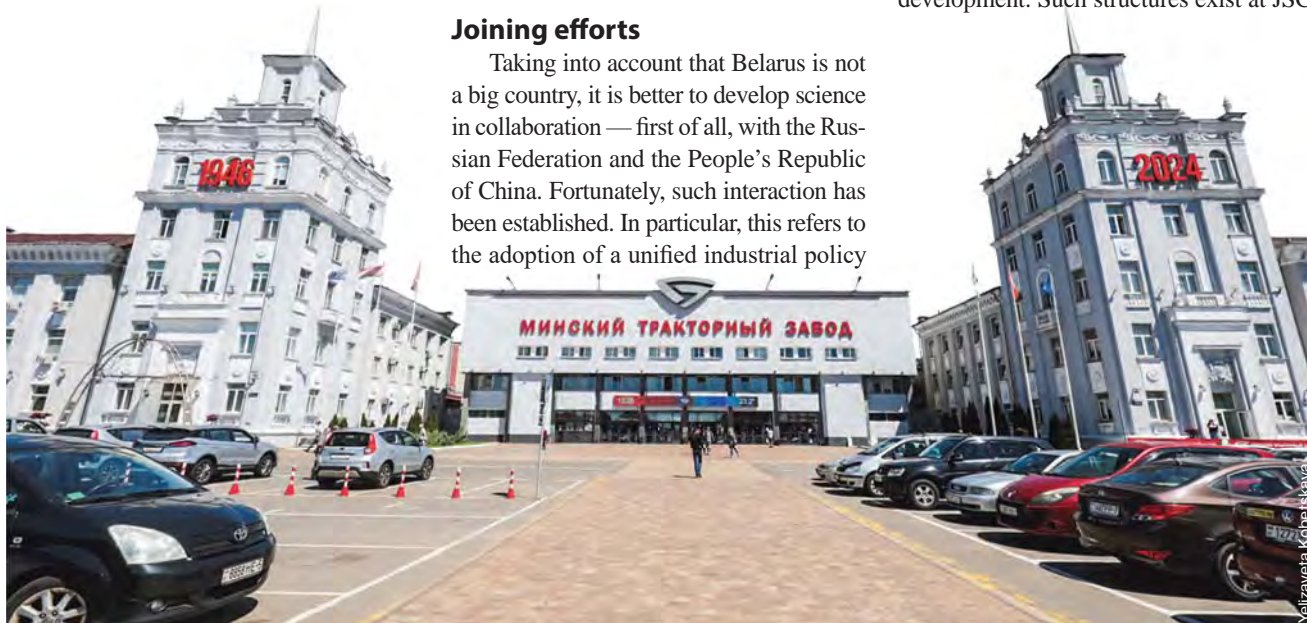 development. Such structures exist at JSC
Joining efforts
Taking into account that Belarus is not
a big country, it is better to develop science
in collaboration — first of all, with the Rus-
sian Federation and the People’s Republic
of China. Fortunately, such interaction has
been established. In particular, this refers to
the adoption of a unified industrial policy
1946
2024
МИНСКИЙ ТРАКТОРНЫЙ ЗАВОД
Yelizaveta Kobetskaya